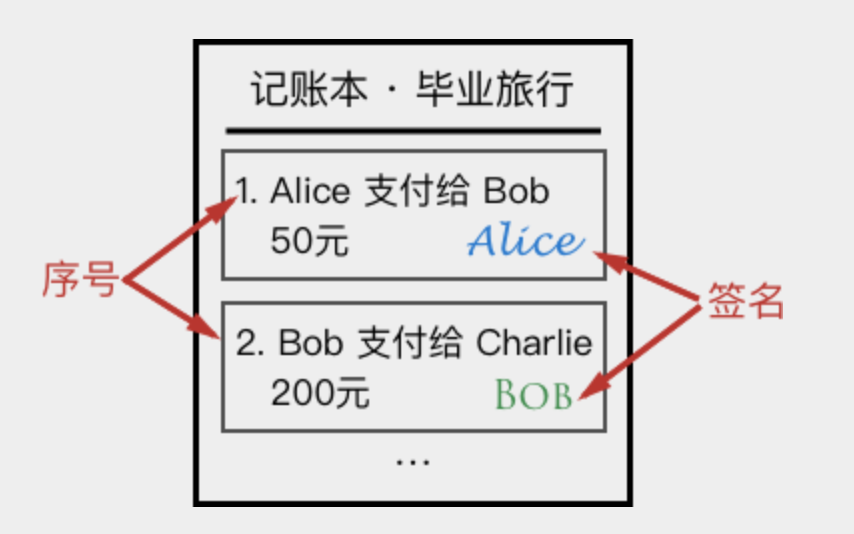 记账本 · 毕业旅行
1. Alice 支付给 Bob
50元
Alice
序号
签名
2. Bob 支付给 Charlie
200元
BOB
...